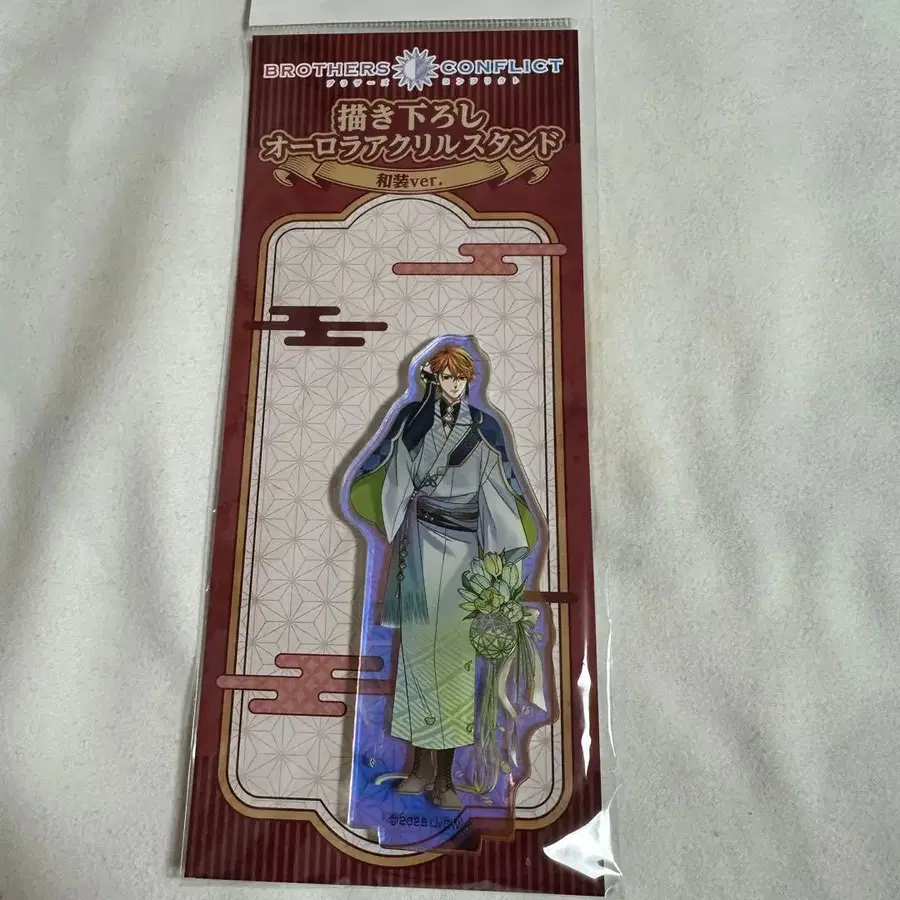 BROTHERS CONFLICT
ブラザーズ コンフリクト
描き下ろし
オーロラアクリルスタンド
和装ver.
©2025